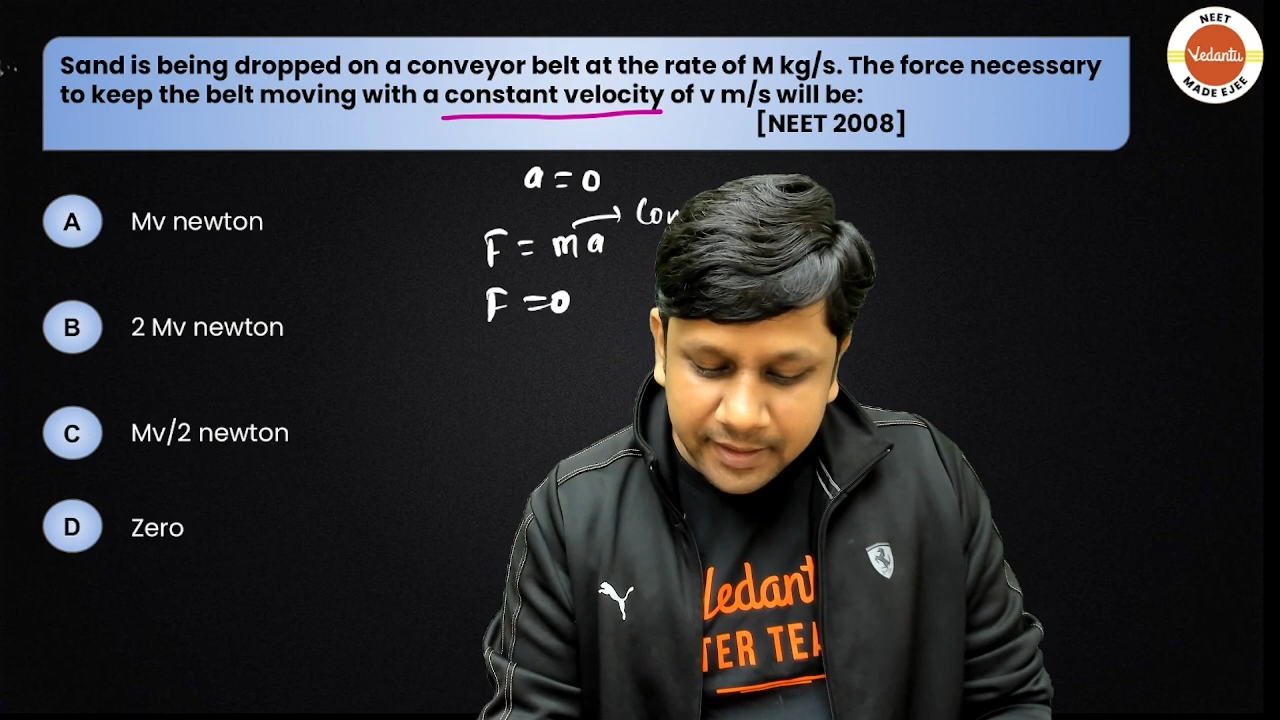 Sand is being dropped on a conveyor belt at the rate of M kg/s. The force necessary
to keep the belt moving with a constant velocity of v m/s will be:
[NEET 2008]
NEET
Vedantu
MADE EJEE
A Mv newton
B 2 Mv newton
C Mv/2 newton
D Zero
a = 0
F = ma
F = 0
TEA